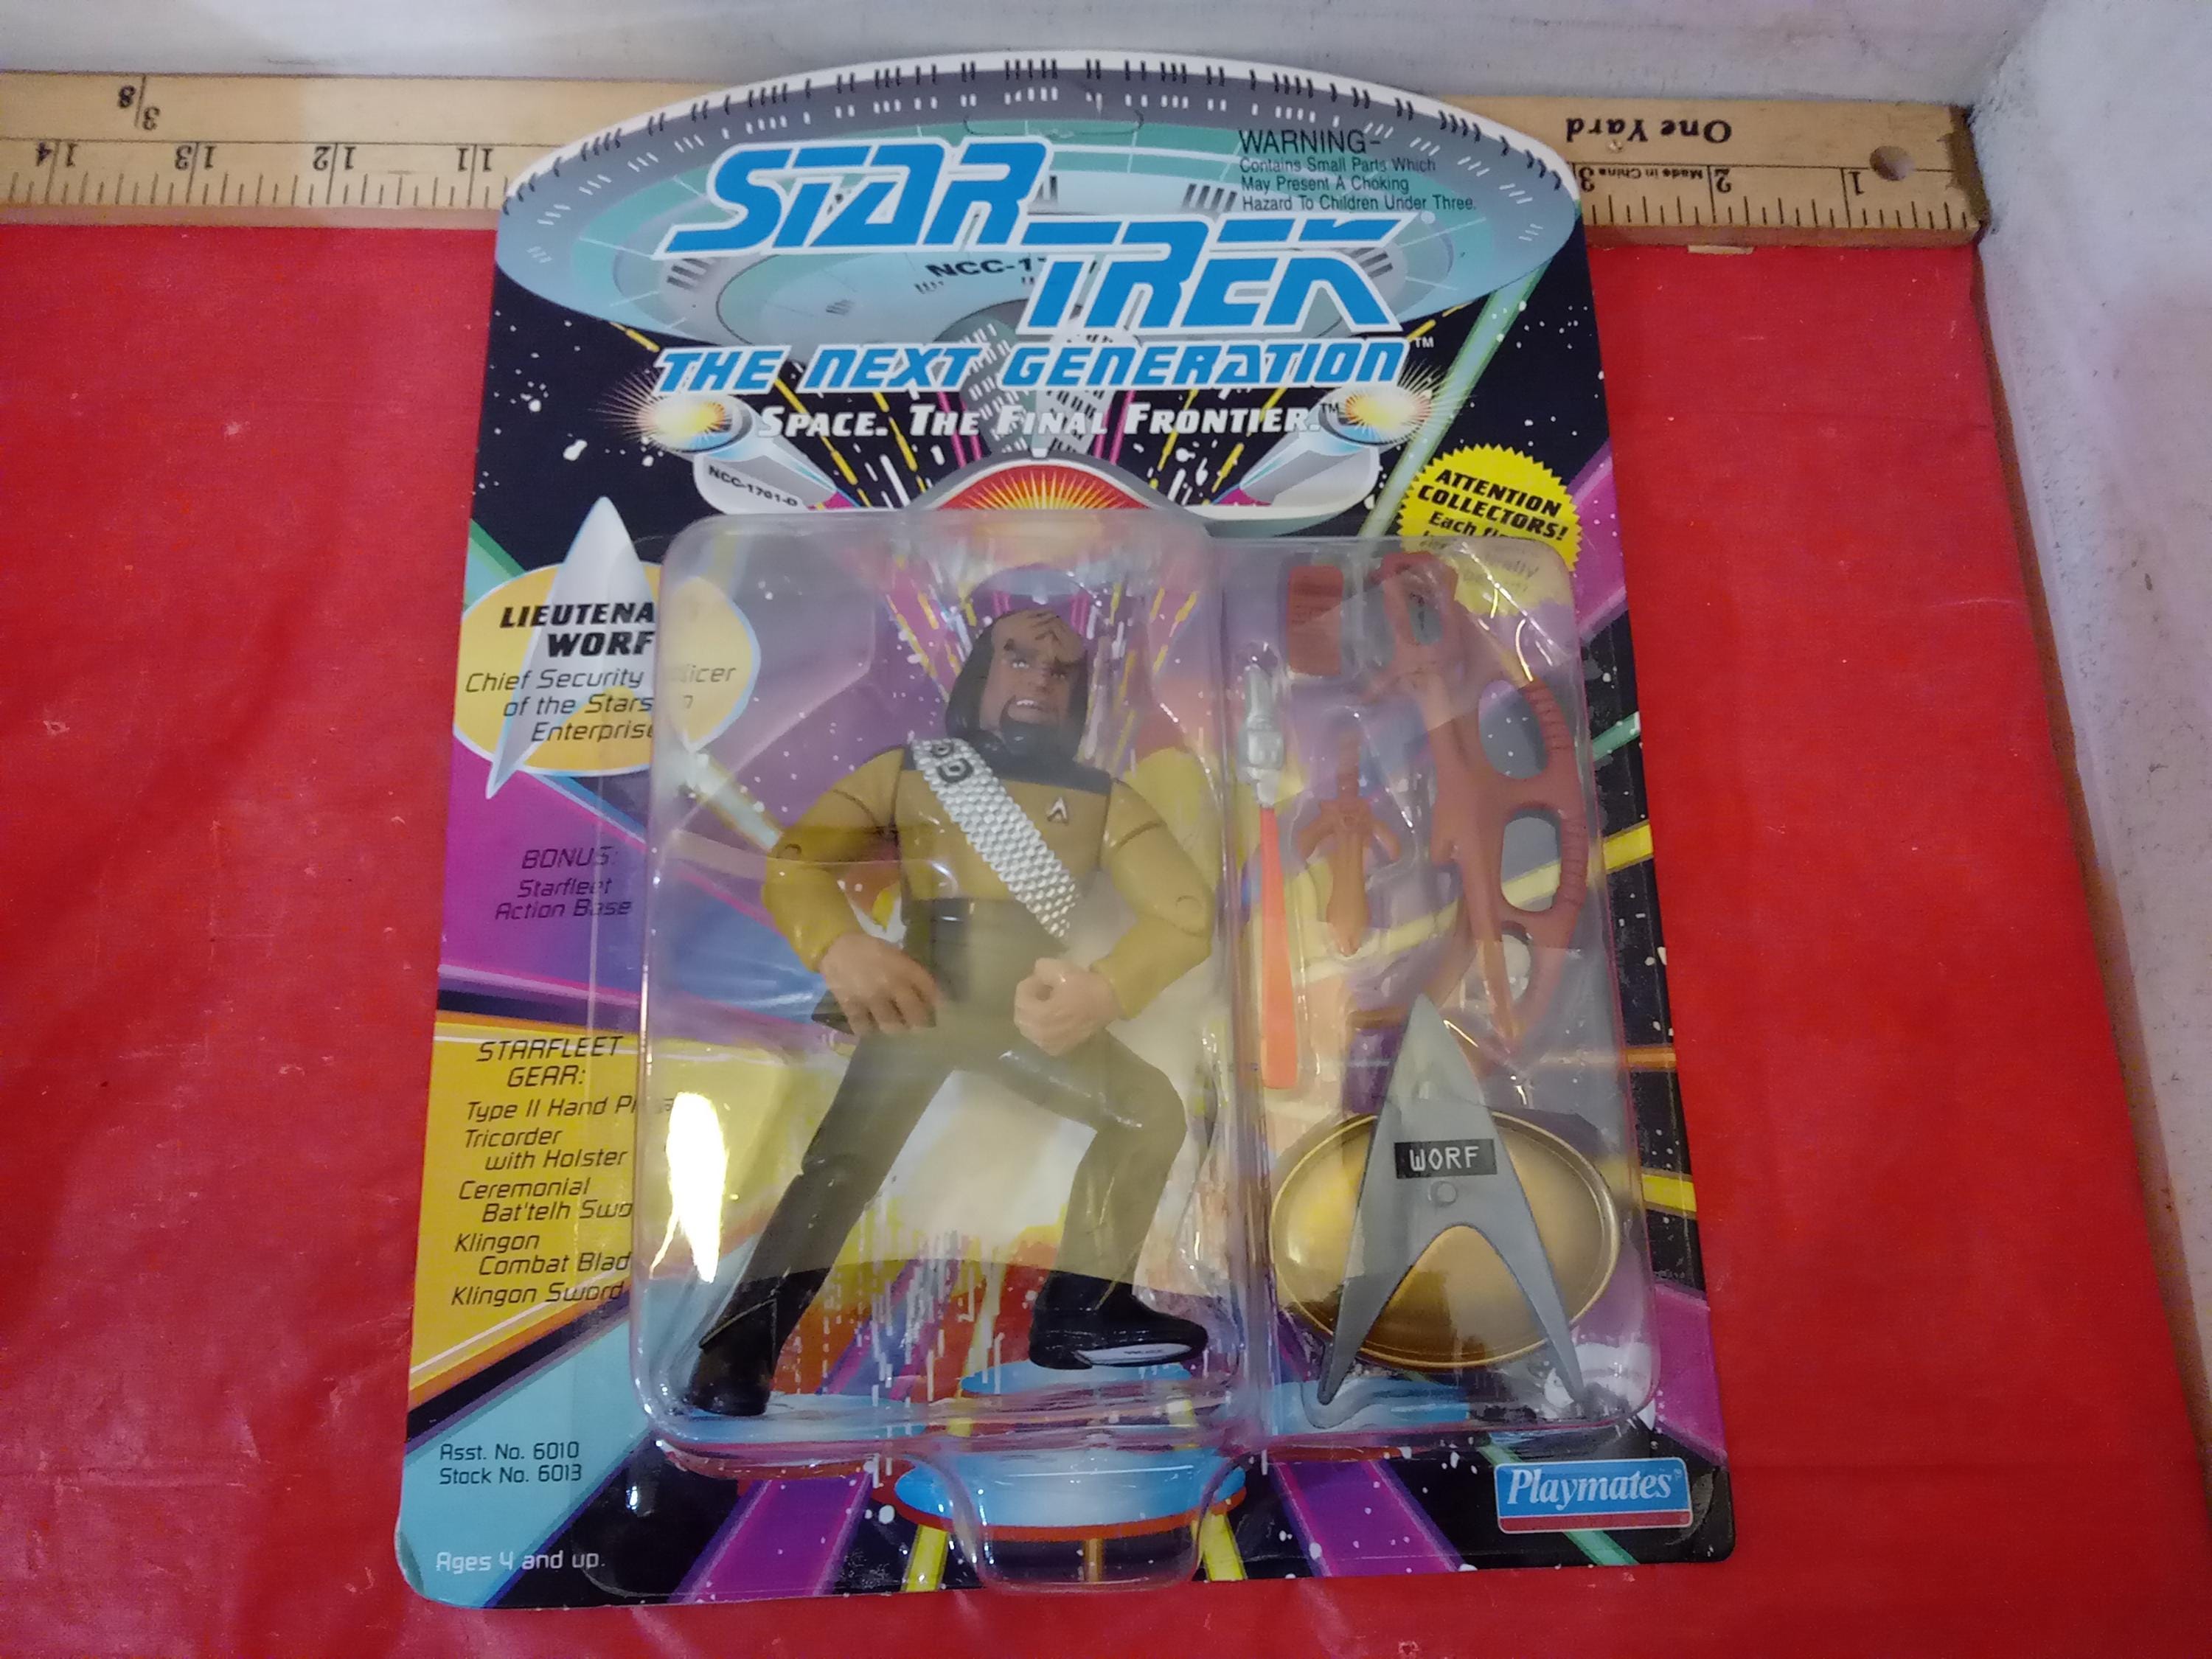 3/8
14 13 12 11
One Yard
3 Made in China 2 1
STAR
TREK
THE NEXT GENERATION™
SPACE. THE FINAL FRONTIER.™
WARNING-
Contains Small Parts Which
May Present A Choking
Hazard To Children Under Three.
NCC-1
NCC-1701-D
ATTENTION
COLLECTORS!
Each
LIEUTENA
WORF
Chief Security
of the Stars
Enterprise
BONUS:
Starfleet
Action Base
STARFLEET
GEAR:
Type II Hand
Tricorder
with Holster
Ceremonial
Bat'telh Swo
Klingon
Combat Blad
Klingon Sword
WORF
Asst. No. 6010
Stock No. 6013
Ages 4 and up.
Playmates